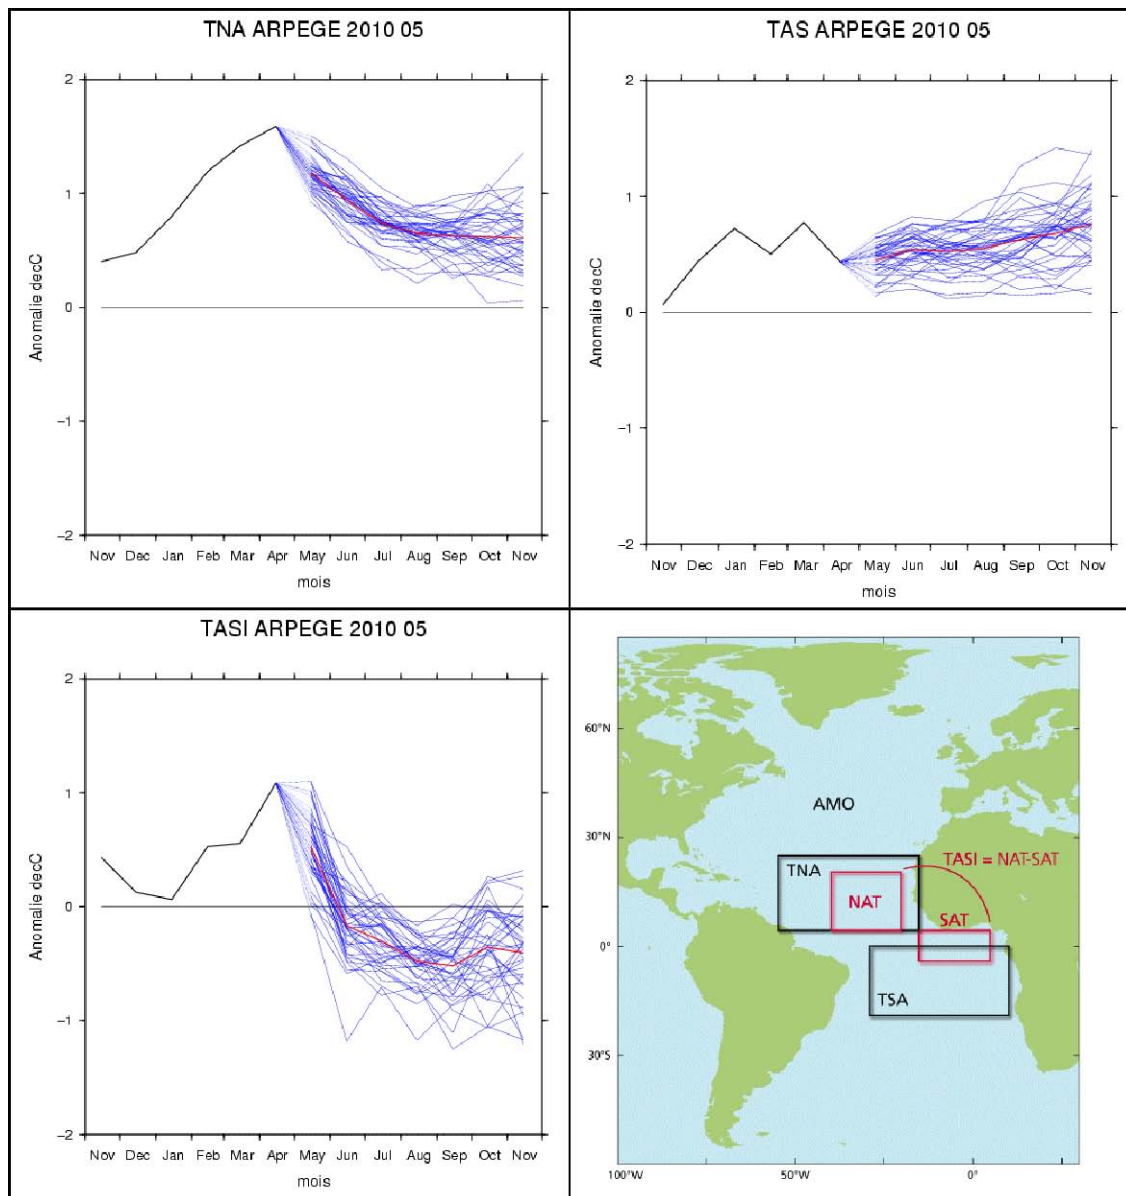 TNA ARPEGE 2010 05
2
1
0
−1
−2
Anomalie decC
Nov Dec Jan Feb Mar Apr May Jun Jul Aug Sep Oct Nov
mois
TAS ARPEGE 2010 05
2
1
0
−1
−2
Anomalie decC
Nov Dec Jan Feb Mar Apr May Jun Jul Aug Sep Oct Nov
mois
TASI ARPEGE 2010 05
2
1
0
−1
−2
Anomalie decC
Nov Dec Jan Feb Mar Apr May Jun Jul Aug Sep Oct Nov
mois
60°N
AMO
30°N
TASI = NAT-SAT
TNA
NAT
SAT
0°
TSA
30°S
100°W 50°W 0°